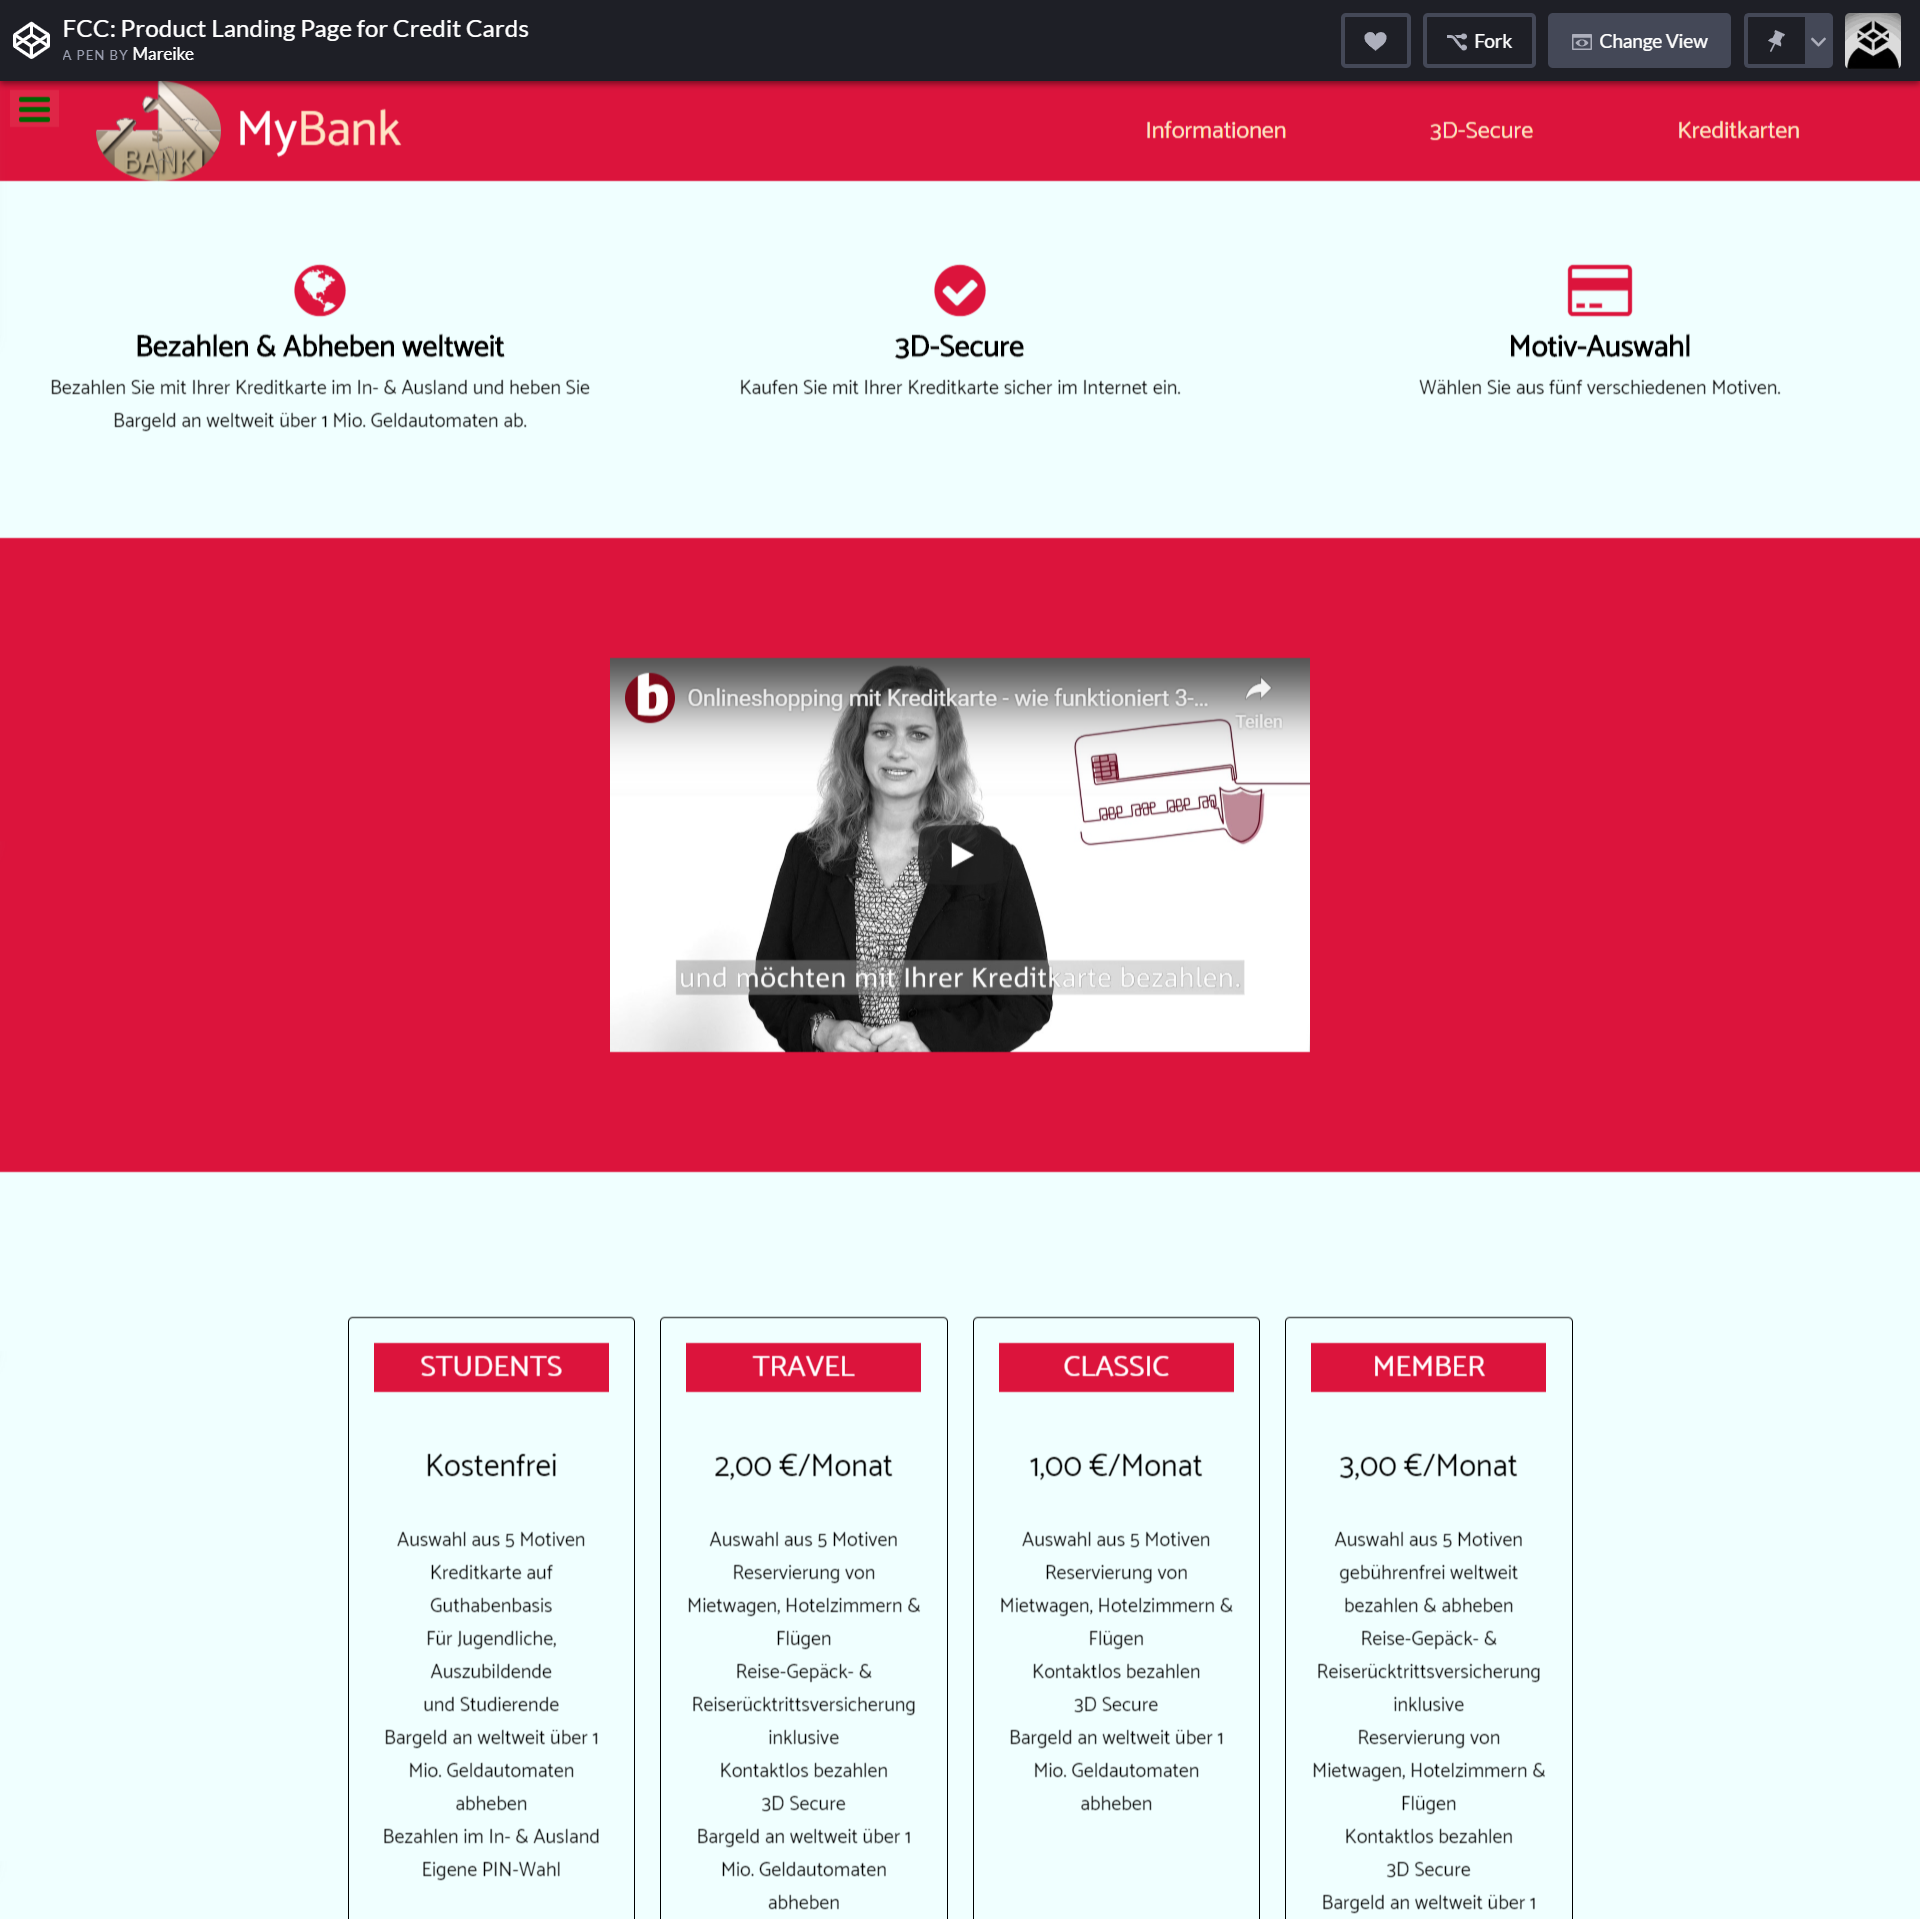 FCC: Product Landing Page for Credit Cards
A PEN BY Mareike
Fork
Change View
BANK
MyBank
Informationen
3D-Secure
Kreditkarten
Bezahlen & Abheben weltweit
Bezahlen Sie mit Ihrer Kreditkarte im In- & Ausland und heben Sie
Bargeld an weltweit über 1 Mio. Geldautomaten ab.
3D-Secure
Kaufen Sie mit Ihrer Kreditkarte sicher im Internet ein.
Motiv-Auswahl
Wählen Sie aus fünf verschiedenen Motiven.
b
Onlineshopping mit Kreditkarte - wie funktioniert 3-...
Teilen
und möchten mit Ihrer Kreditkarte bezahlen.
STUDENTS
Kostenfrei
Auswahl aus 5 Motiven
Kreditkarte auf
Guthabenbasis
Für Jugendliche,
Auszubildende
und Studierende
Bargeld an weltweit über 1
Mio. Geldautomaten
abheben
Bezahlen im In- & Ausland
Eigene PIN-Wahl
TRAVEL
2,00 €/Monat
Auswahl aus 5 Motiven
Reservierung von
Mietwagen, Hotelzimmern &
Flügen
Reise-Gepäck- &
Reiserücktrittsversicherung
inklusive
Kontaktlos bezahlen
3D Secure
Bargeld an weltweit über 1
Mio. Geldautomaten
abheben
CLASSIC
1,00 €/Monat
Auswahl aus 5 Motiven
Reservierung von
Mietwagen, Hotelzimmern &
Flügen
Kontaktlos bezahlen
3D Secure
Bargeld an weltweit über 1
Mio. Geldautomaten
abheben
MEMBER
3,00 €/Monat
Auswahl aus 5 Motiven
gebührenfrei weltweit
bezahlen & abheben
Reise-Gepäck- &
Reiserücktrittsversicherung
inklusive
Reservierung von
Mietwagen, Hotelzimmern &
Flügen
Kontaktlos bezahlen
3D Secure
Bargeld an weltweit über 1